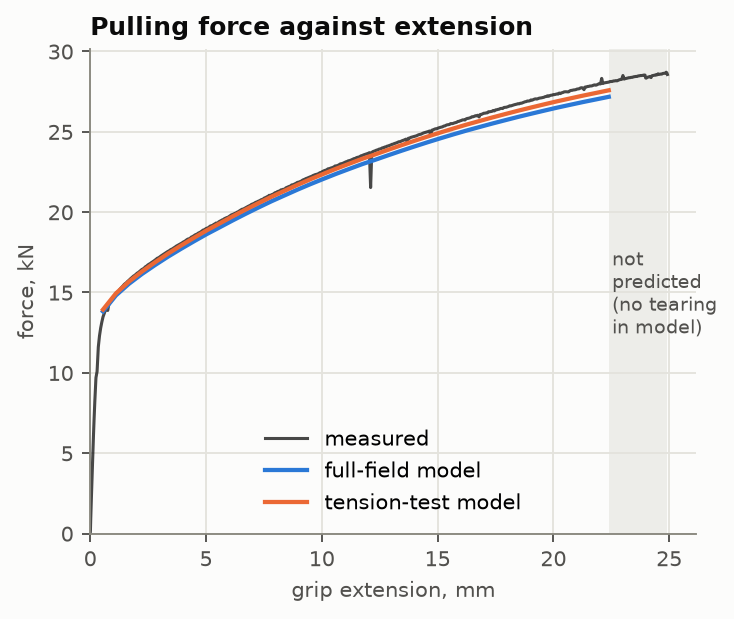 Pulling force against extension
30
25
20
15
10
5
0
force, kN
not
predicted
(no tearing
in model)
measured
full-field model
tension-test model
0 5 10 15 20 25
grip extension, mm